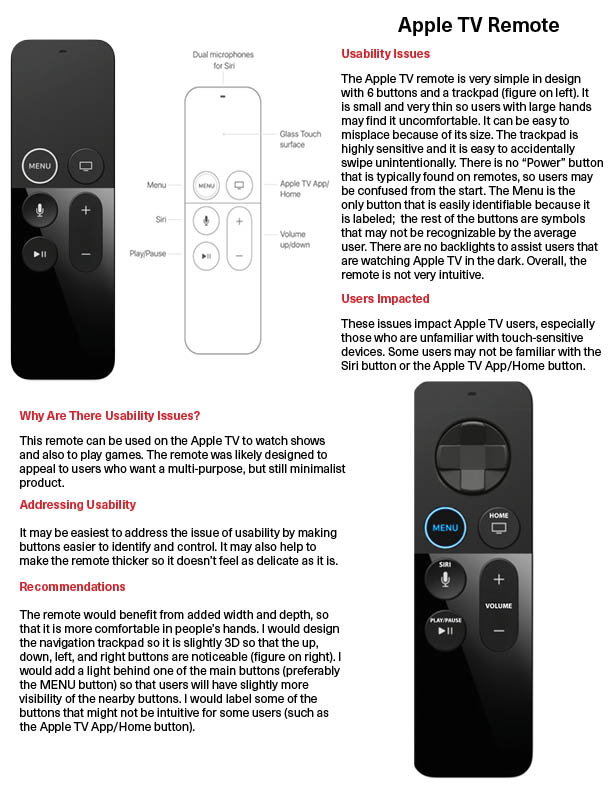 Apple TV Remote
Usability Issues
The Apple TV remote is very simple in design
with 6 buttons and a trackpad (figure on left). It
is small and very thin so users with large hands
may find it uncomfortable. It can be easy to
misplace because of its size. The trackpad is
highly sensitive and it is easy to accidentally
swipe unintentionally. There is no “Power” button
that is typically found on remotes, so users may
be confused from the start. The Menu is the
only button that is easily identifiable because it
is labeled;  the rest of the buttons are symbols
that may not be recognizable by the average
user. There are no backlights to assist users that
are watching Apple TV in the dark. Overall, the
remote is not very intuitive.
Users Impacted
These issues impact Apple TV users, especially
those who are unfamiliar with touch-sensitive
devices. Some users may not be familiar with the
Siri button or the Apple TV App/Home button.
MENU
Dual microphones
for Siri
Glass Touch
surface
Menu
MENU
Apple TV App/
Home
Siri
Volume
up/down
Play/Pause
Why Are There Usability Issues?
This remote can be used on the Apple TV to watch shows
and also to play games. The remote was likely designed to
appeal to users who want a multi-purpose, but still minimalist
product.
Addressing Usability
It may be easiest to address the issue of usability by making
buttons easier to identify and control. It may also help to
make the remote thicker so it doesn’t feel as delicate as it is.
Recommendations
The remote would benefit from added width and depth, so
that it is more comfortable in people’s hands. I would design
the navigation trackpad so it is slightly 3D so that the up,
down, left, and right buttons are noticeable (figure on right). I
would add a light behind one of the main buttons (preferably
the MENU button) so that users will have slightly more
visibility of the nearby buttons. I would label some of the
buttons that might not be intuitive for some users (such as
the Apple TV App/Home button).
MENU
HOME
SIRI
VOLUME
PLAY/PAUSE